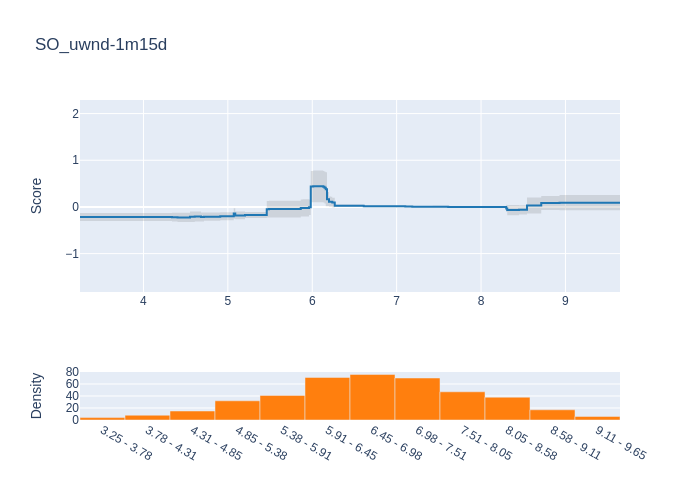 SO_uwnd-1m15d
Score
2
1
0
−1
4 5 6 7 8 9
Density
80
60
40
20
0
3.25 - 3.78
3.78 - 4.31
4.31 - 4.85
4.85 - 5.38
5.38 - 5.91
5.91 - 6.45
6.45 - 6.98
6.98 - 7.51
7.51 - 8.05
8.05 - 8.58
8.58 - 9.11
9.11 - 9.65